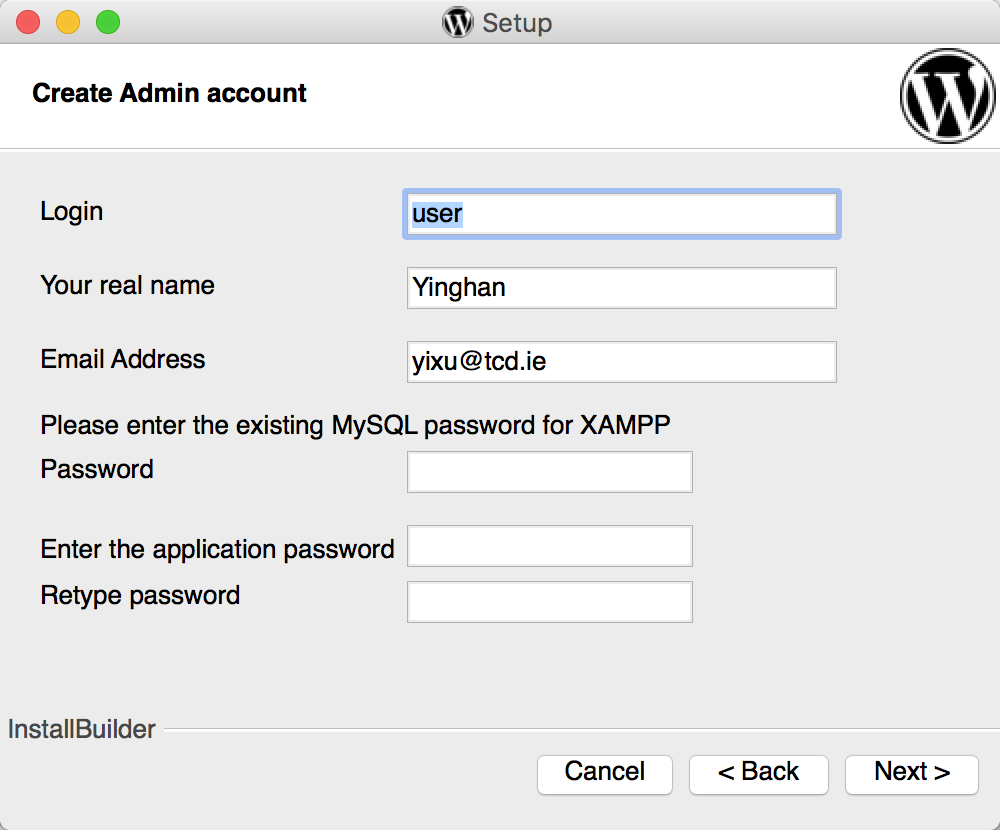 Setup
Create Admin account
Login user
Your real name Yinghan
Email Address yixu@tcd.ie
Please enter the existing MySQL password for XAMPP
Password
Enter the application password
Retype password
InstallBuilder
Cancel < Back Next >